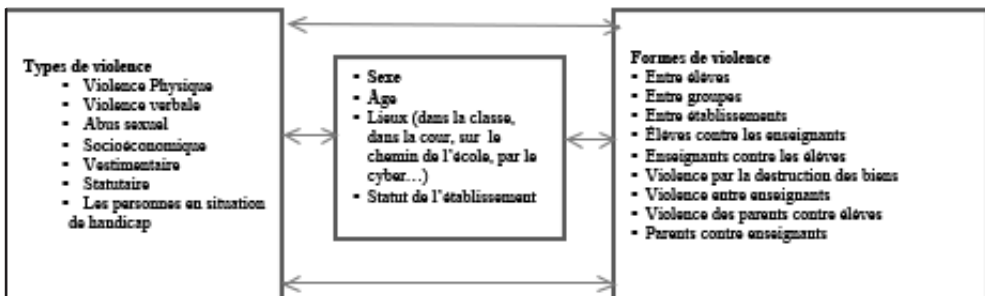 Types de violence
▪ Violence Physique
▪ Violence verbale
▪ Abus sexuel
▪ Socioéconomique
▪ Vestimentaire
▪ Statutaire
▪ Les personnes en situation
de handicap
▪ Sexe
▪ Age
▪ Lieux (dans la classe,
dans la cour, sur le
chemin de l'école, par le
cyber…)
▪ Statut de l'établissement
Formes de violence
▪ Entre élèves
▪ Entre groupes
▪ Entre établissements
▪ Élèves contre les enseignants
▪ Enseignants contre les élèves
▪ Violence par la destruction des biens
▪ Violence entre enseignants
▪ Violence des parents contre élèves
▪ Parents contre enseignants